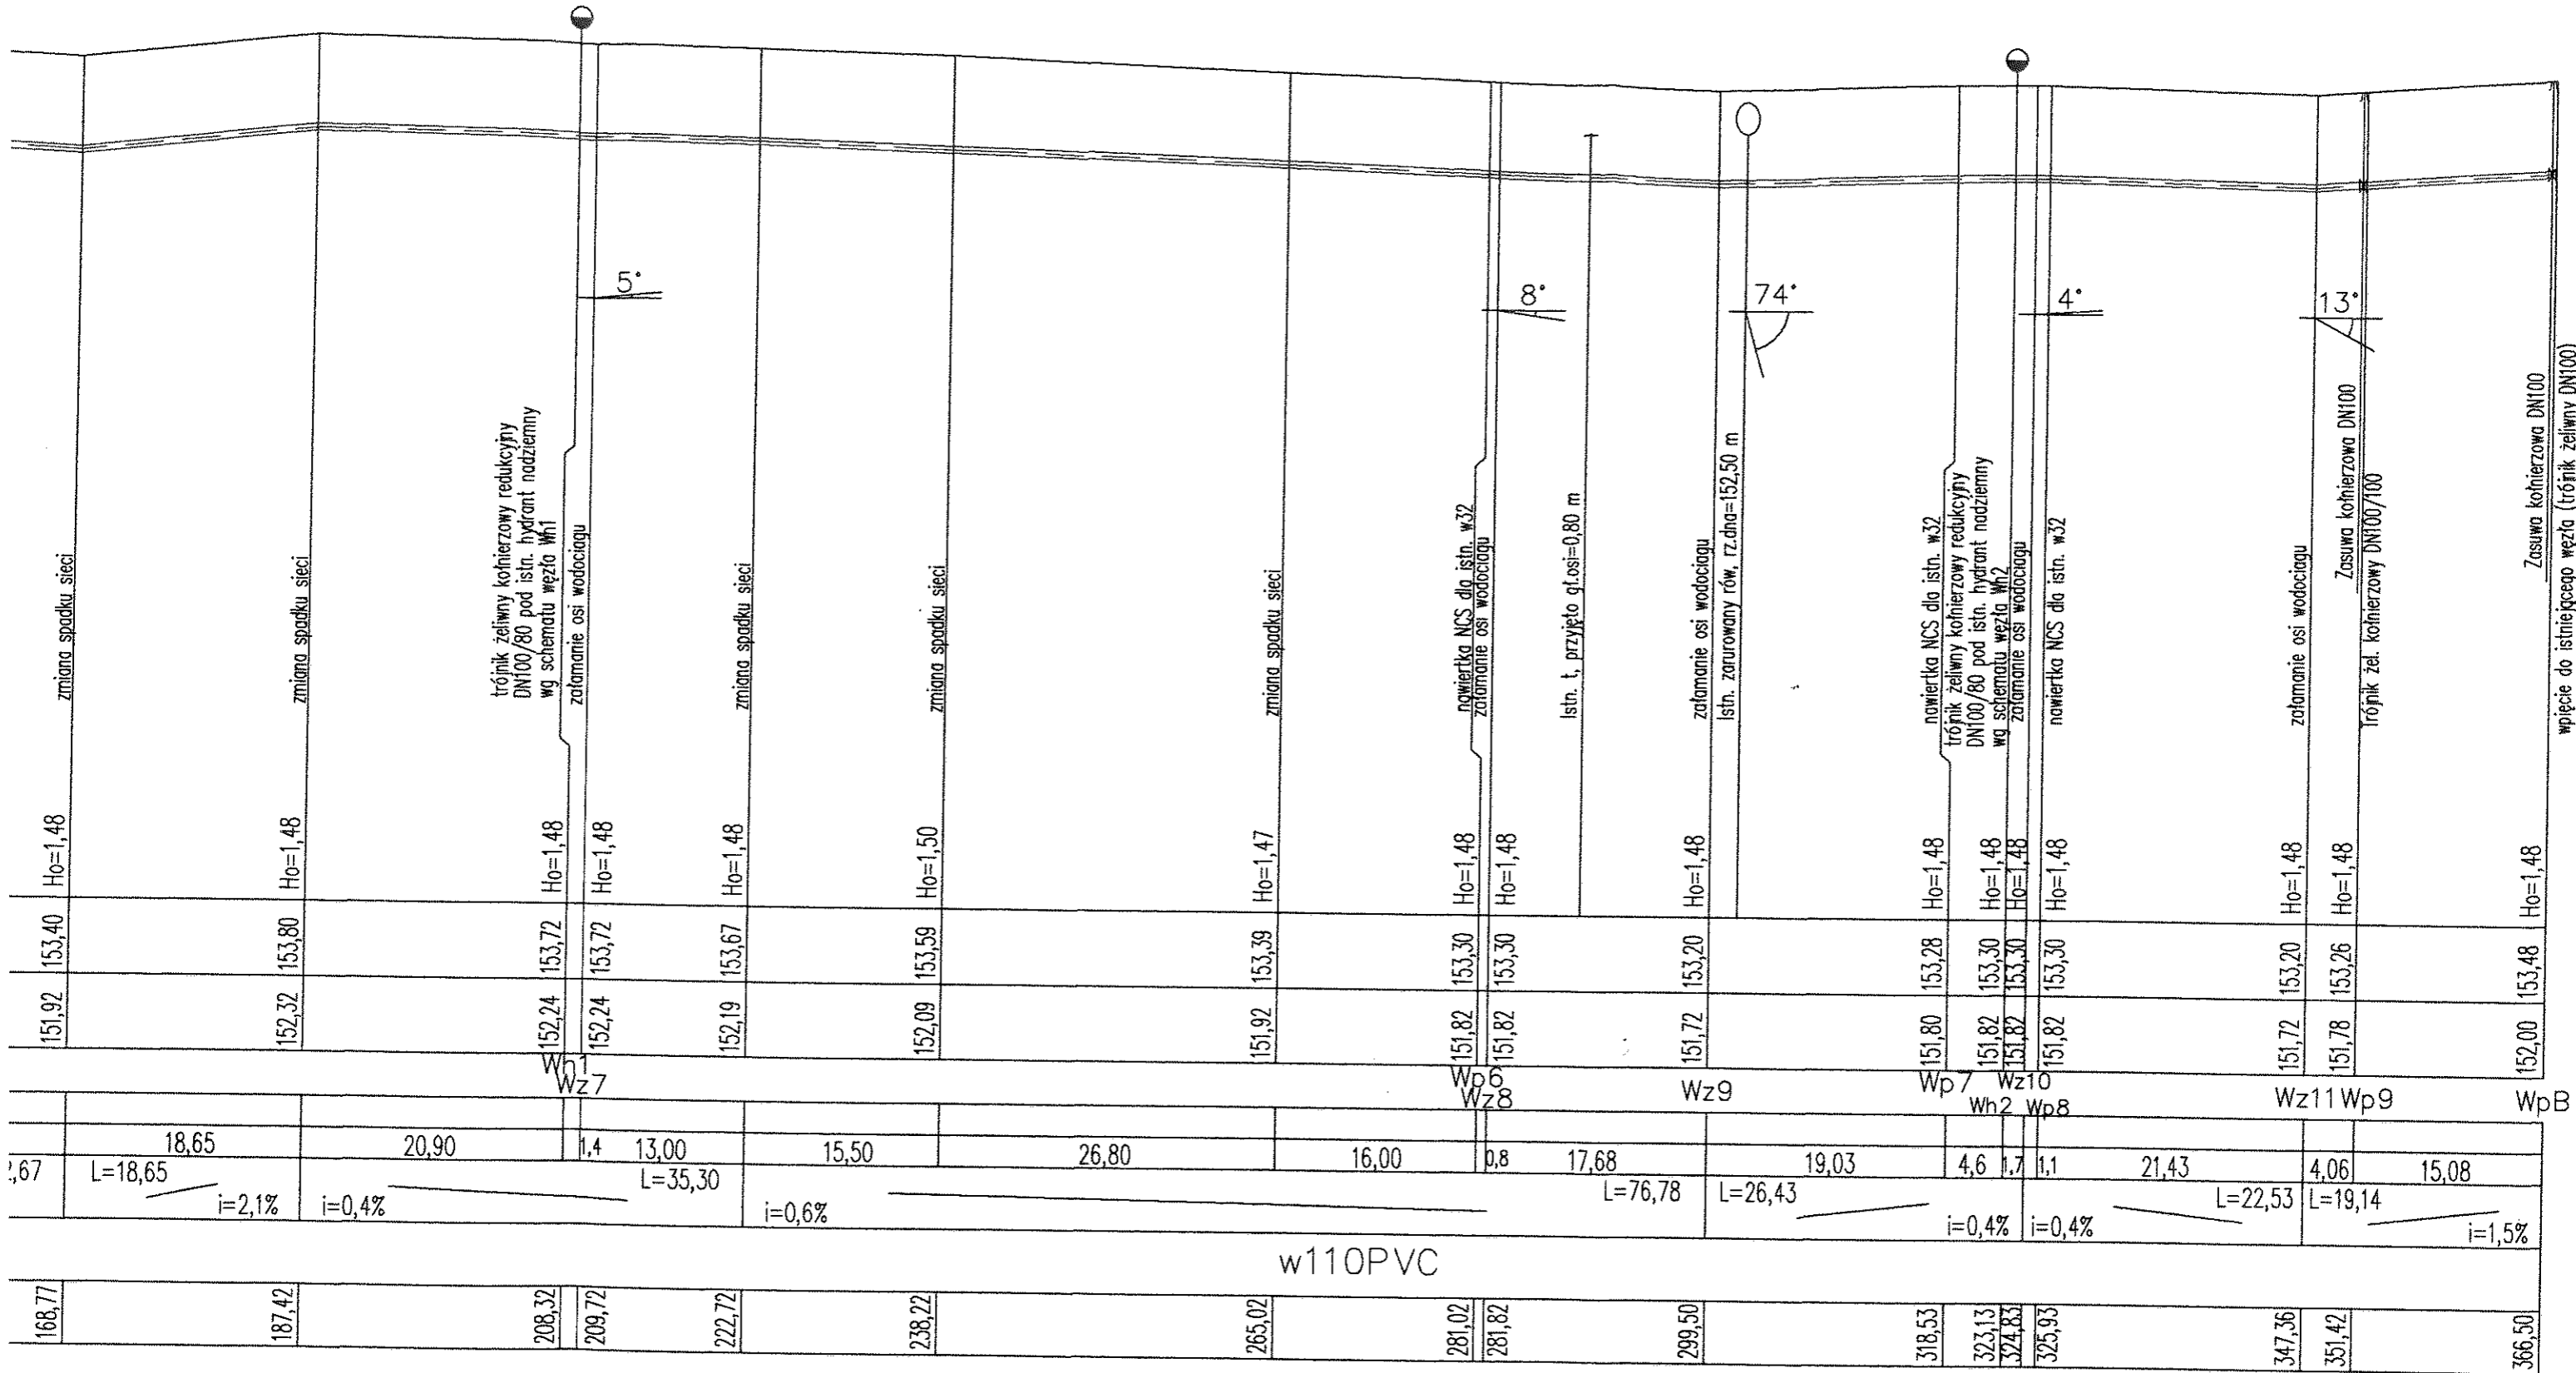 5°
8°
74°
4°
13°
zmiana spadku sieci
zmiana spadku sieci
trójnik żeliwny kołnierzowy redukcyjny
DN100/80 pod istn. hydrant nadziemny
wg schematu węzła Wh1
załamanie osi wodociągu
zmiana spadku sieci
zmiana spadku sieci
zmiana spadku sieci
nawiertka NCS dla istn. w32
załamanie osi wodociągu
Istn. t, przyjęto gł.osi=0,80 m
załamanie osi wodociągu
Istn. zarurowany rów, rz.dna=152,50 m
nawiertka NCS dla istn. w32
trójnik żeliwny kołnierzowy redukcyjny
DN100/80 pod istn. hydrant nadziemny
wg schematu węzła Wh2
załamanie osi wodociągu
nawiertka NCS dla istn. w32
załamanie osi wodociągu
Zasuwa kołnierzowa DN100
Trójnik żel. kołnierzowy DN100/100
Zasuwa kołnierzowa DN100
wpięcie do istniejącego węzła (trójnik żeliwny DN100)
Ho=1,48 Ho=1,48 Ho=1,48 Ho=1,48 Ho=1,48 Ho=1,50 Ho=1,47 Ho=1,48 Ho=1,48 Ho=1,48 Ho=1,48 Ho=1,48 Ho=1,48 Ho=1,48 Ho=1,48 Ho=1,48 Ho=1,48
153,40 153,80 153,72 153,72 153,67 153,59 153,39 153,30 153,30 153,20 153,28 153,30 153,30 153,30 153,20 153,26 153,48
151,92 152,32 152,24 152,24 152,19 152,09 151,92 151,82 151,82 151,72 151,80 151,82 151,82 151,82 151,72 151,78 152,00
Wh1 Wz7 Wp6 Wz8 Wz9 Wp7 Wh2 Wz10 Wp8 Wz11 Wp9 WpB
2,67 18,65 20,90 1,4 13,00 15,50 26,80 16,00 0,8 17,68 19,03 4,6 1,7 1,1 21,43 4,06 15,08
L=18,65 L=35,30 L=76,78 L=26,43 L=22,53 L=19,14
i=2,1% i=0,4% i=0,6% i=0,4% i=0,4% i=1,5%
w110PVC
168,77 187,42 208,32 209,72 222,72 238,22 265,02 281,02 281,82 299,50 318,53 323,13 324,83 325,93 347,36 351,42 366,50